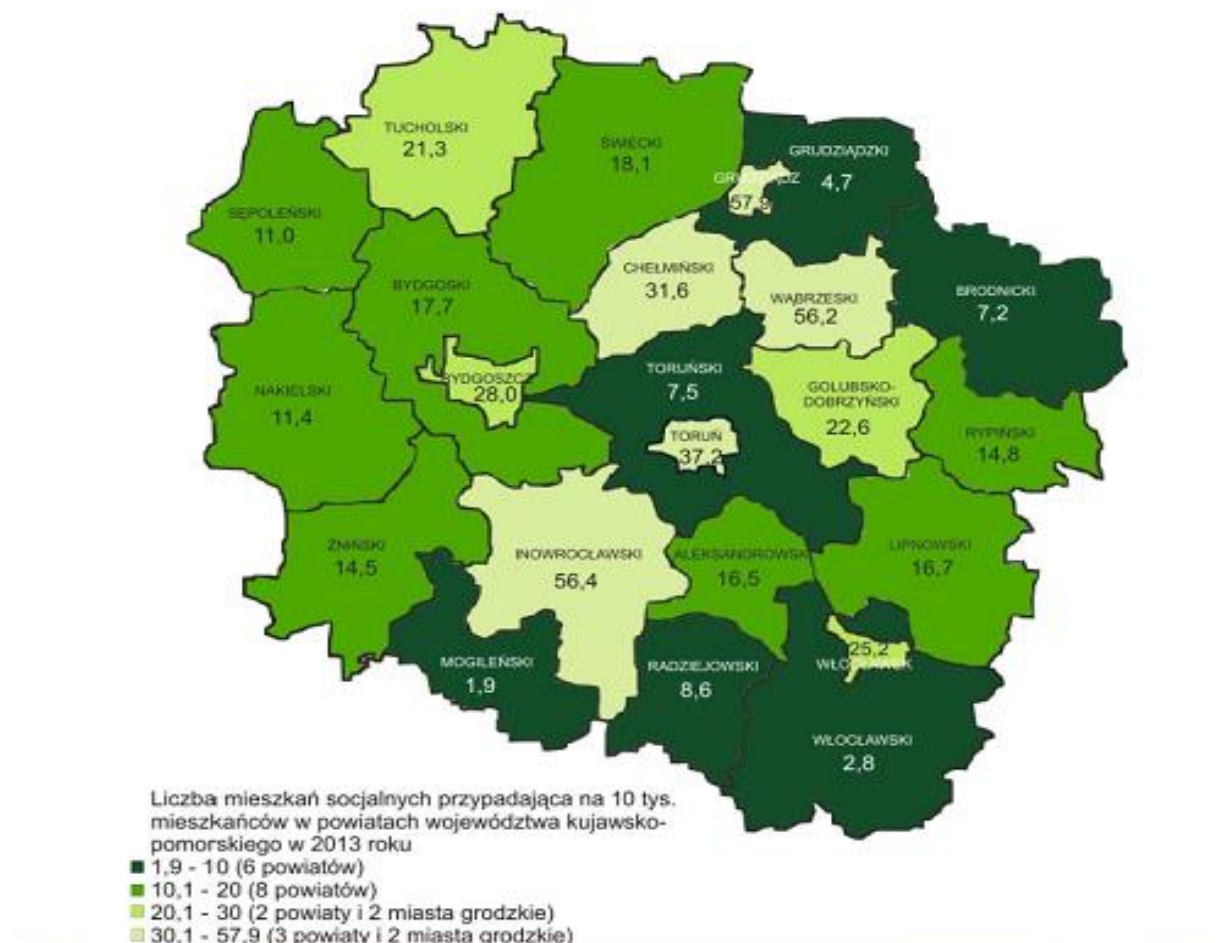 TUCHOLSKI
21,3
ŚWIECKI
18,1
GRUDZIĄDZKI
4,7
GRUDZIĄDZ
57,9
SĘPOLEŃSKI
11,0
CHEŁMIŃSKI
31,6
BYDGOSKI
17,7
WĄBRZESKI
56,2
BRODNICKI
7,2
TORUŃSKI
7,5
BYDGOSZCZ
28,0
NAKIELSKI
11,4
GOLUBSKO-
DOBRZYŃSKI
22,6
TORUŃ
37,2
RYPIŃSKI
14,8
ŻNIŃSKI
14,5
INOWROCŁAWSKI
56,4
ALEKSANDROWSKI
16,5
LIPNOWSKI
16,7
25,2
WŁOCŁAWEK
MOGILEŃSKI
1,9
RADZIEJOWSKI
8,6
WŁOCŁAWSKI
2,8
Liczba mieszkań socjalnych przypadająca na 10 tys.
mieszkańców w powiatach województwa kujawsko-
pomorskiego w 2013 roku
1,9 - 10 (6 powiatów)
10,1 - 20 (8 powiatów)
20,1 - 30 (2 powiaty i 2 miasta grodzkie)
30,1 - 57,9 (3 powiaty i 2 miasta grodzkie)